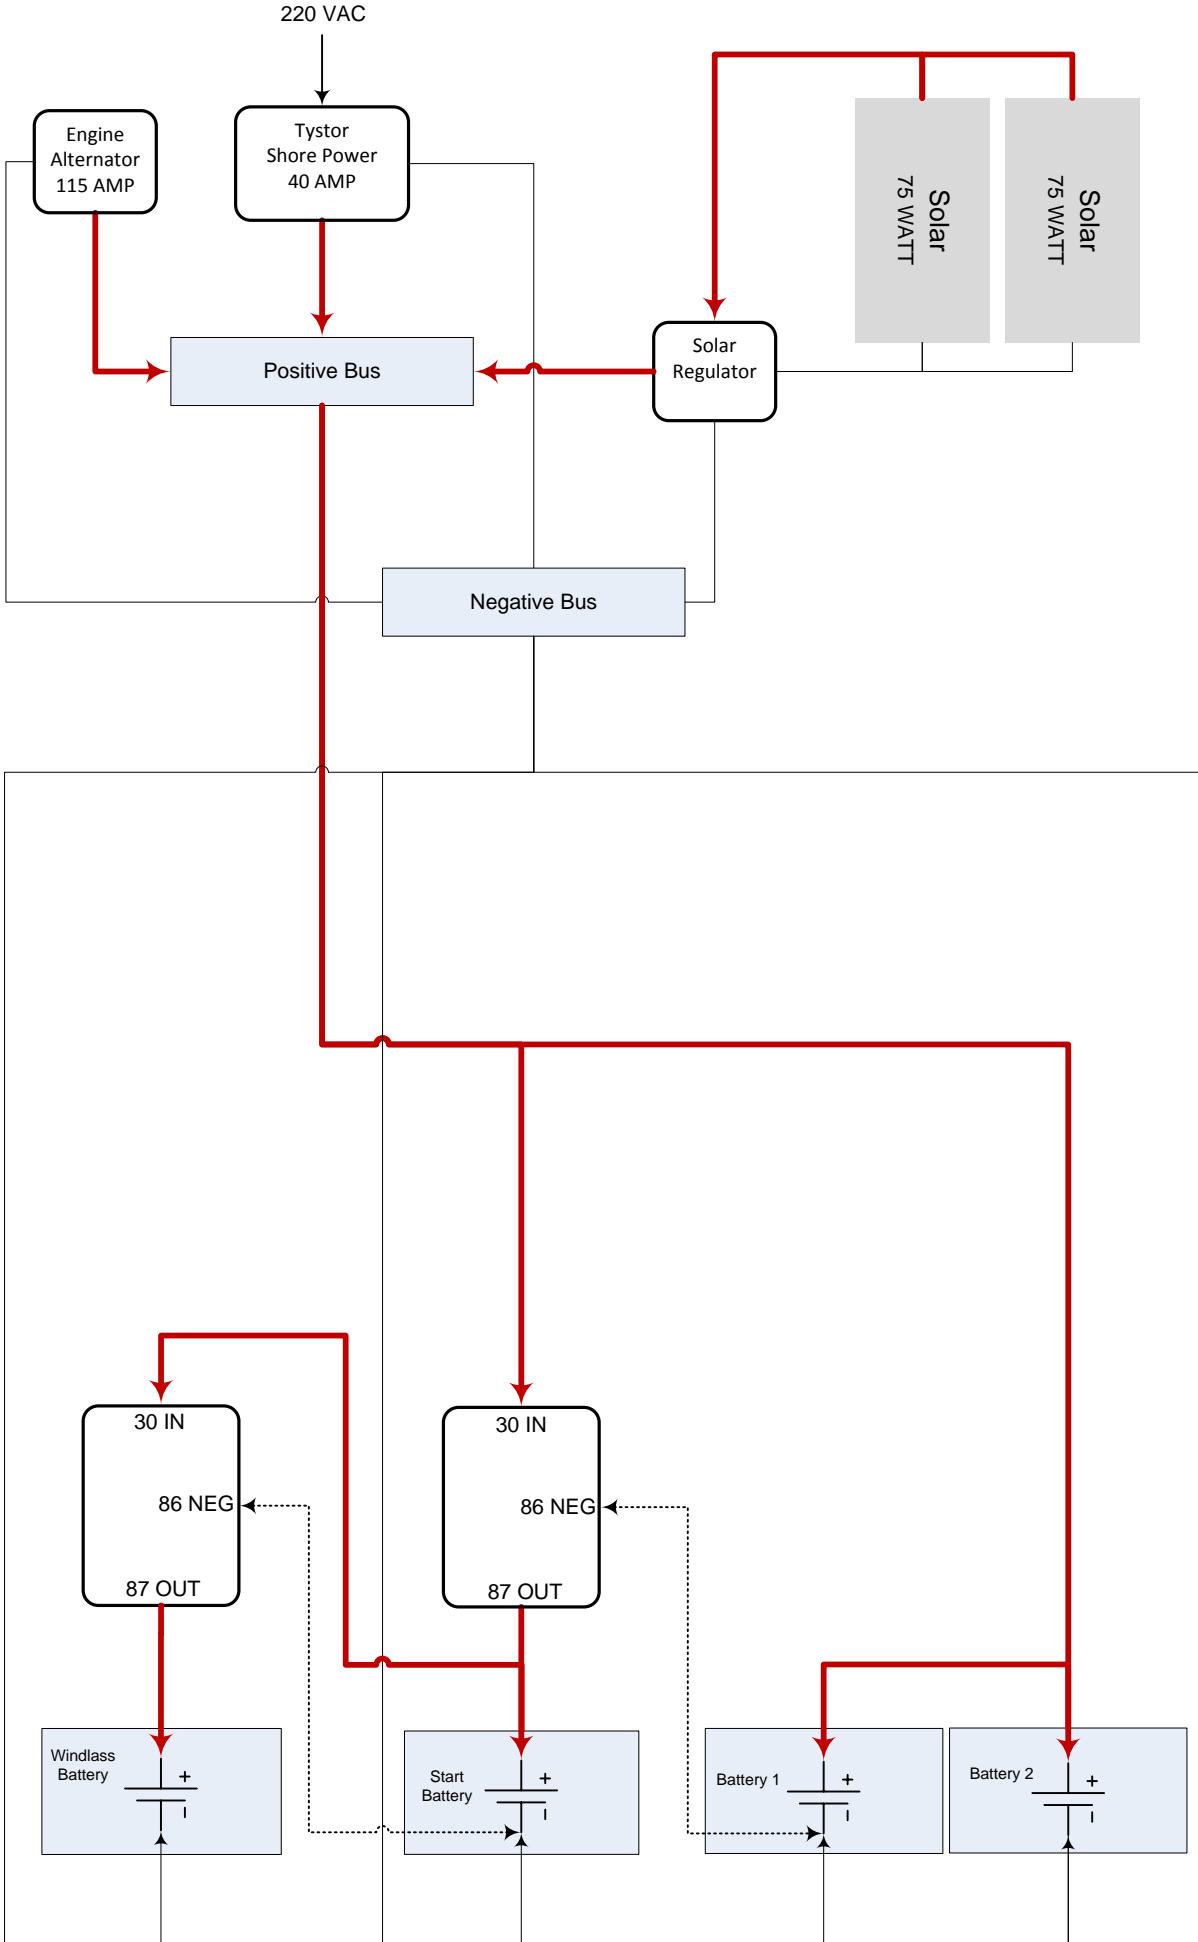 220 VAC
Engine
Alternator
115 AMP
Tystor
Shore Power
40 AMP
Solar
75 WATT
Solar
75 WATT
Solar
Regulator
Positive Bus
Negative Bus
30 IN
86 NEG
87 OUT
30 IN
86 NEG
87 OUT
Windlass
Battery
+
–
Start
Battery
+
–
Battery 1
+
–
Battery 2
+
–